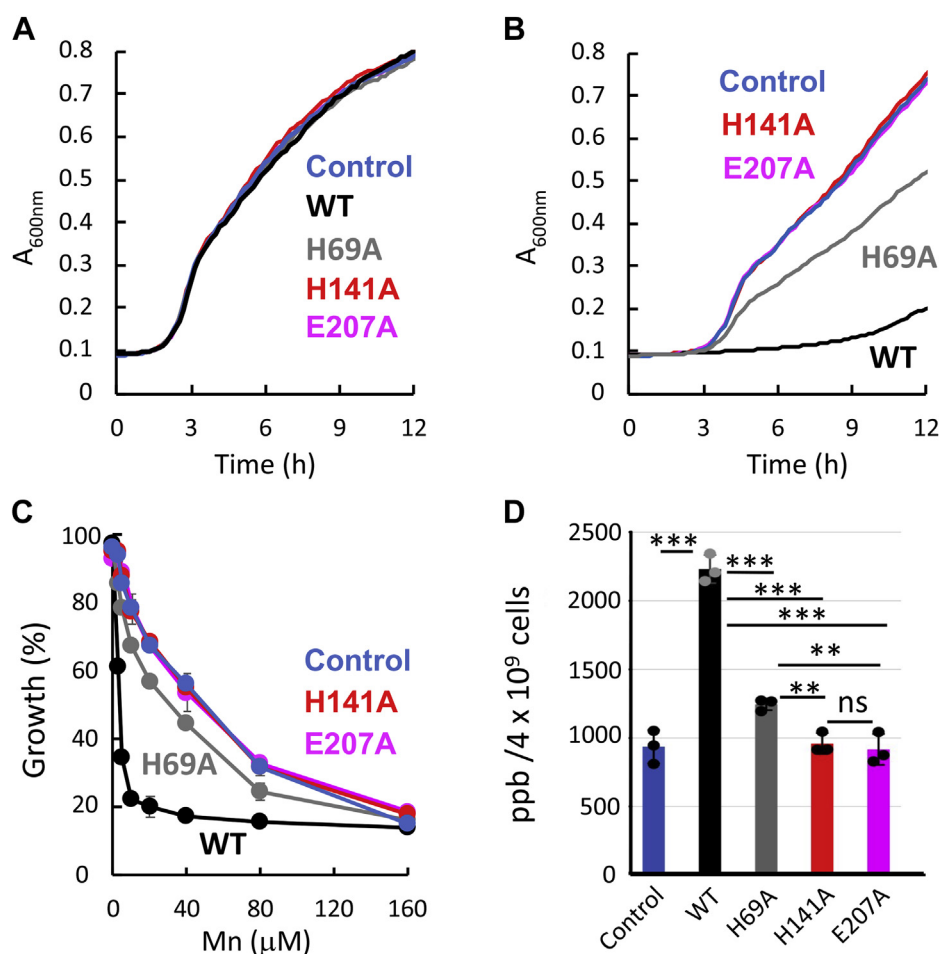 A
0.8
0.7
0.6
0.5
0.4
0.3
0.2
0.1
0
A600nm
0 3 6 9 12
Time (h)
Control
WT
H69A
H141A
E207A
B
0.8
0.7
0.6
0.5
0.4
0.3
0.2
0.1
0
A600nm
0 3 6 9 12
Time (h)
Control
H141A
E207A
H69A
WT
C
100
80
60
40
20
0
Growth (%)
0 40 80 120 160
Mn (μM)
Control
H141A
E207A
H69A
WT
D
2500
2000
1500
1000
500
0
ppb /4 x 10⁹ cells
***
***
***
***
**
**
ns
Control WT H69A H141A E207A